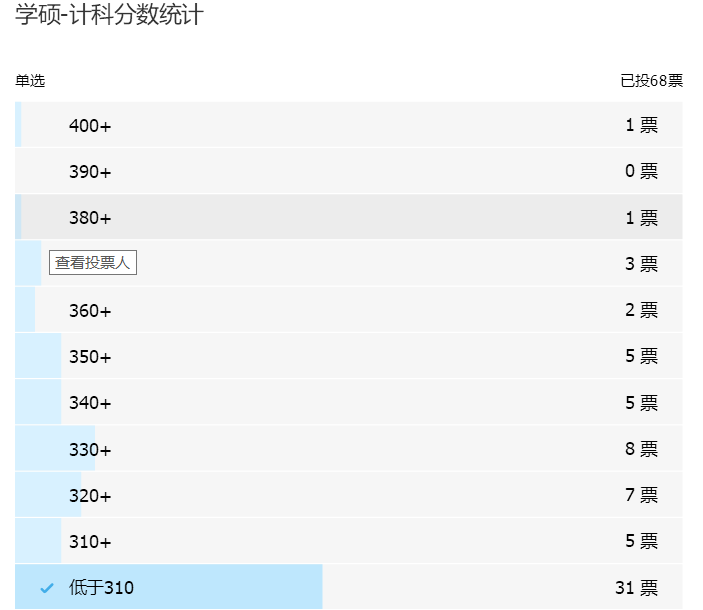 学硕-计科分数统计
单选 已投68票
400+ 1 票
390+ 0 票
380+ 1 票
查看投票人 3 票
360+ 2 票
350+ 5 票
340+ 5 票
330+ 8 票
320+ 7 票
310+ 5 票
低于310 31 票